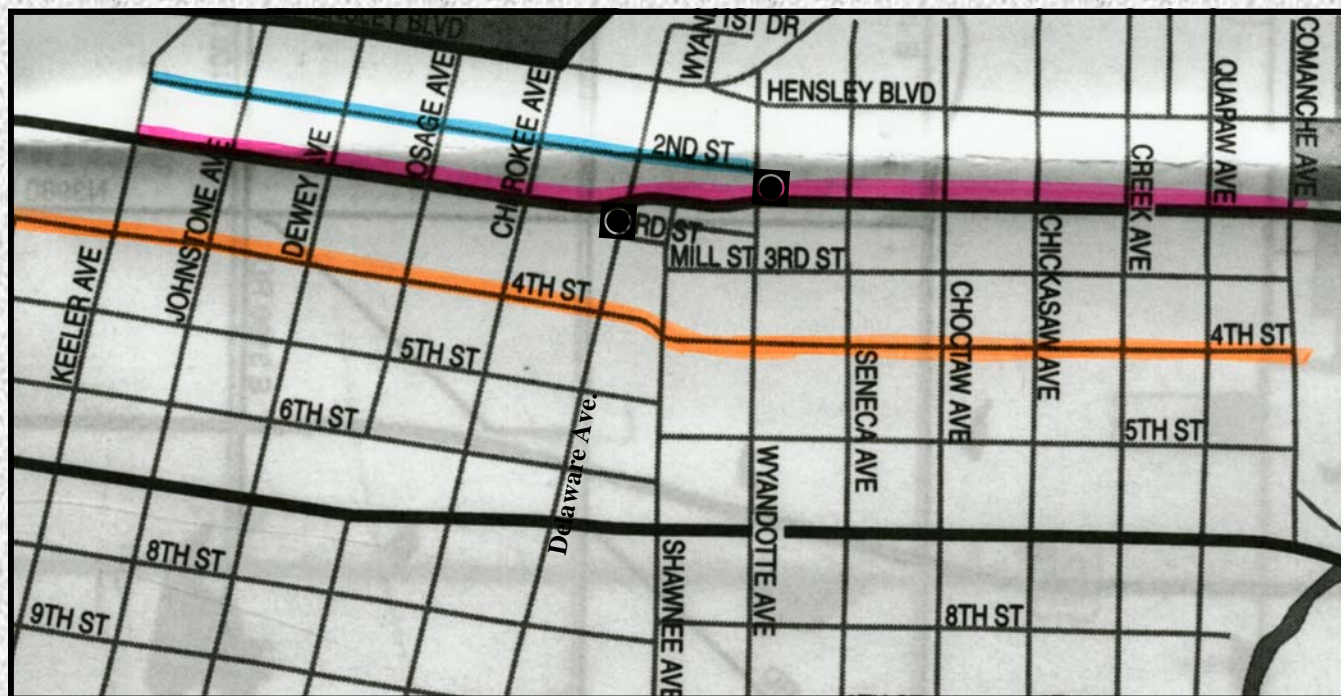 HENSLEY BLVD
1ST DR
WYAN
COMANCHE AVE
QUAPAW AVE
HENSLEY BLVD
OSAGE AVE
CHEROKEE AVE
2ND ST
JOHNSTONE AVE
DEWEY AVE
CREEK AVE
RD ST
MILL ST
3RD ST
CHICKASAW AVE
KEELER AVE
4TH ST
CHOCTAW AVE
4TH ST
5TH ST
SENECA AVE
6TH ST
Delaware Ave.
5TH ST
WYANDOTTE AVE
8TH ST
SHAWNEE AVE
9TH ST
8TH ST